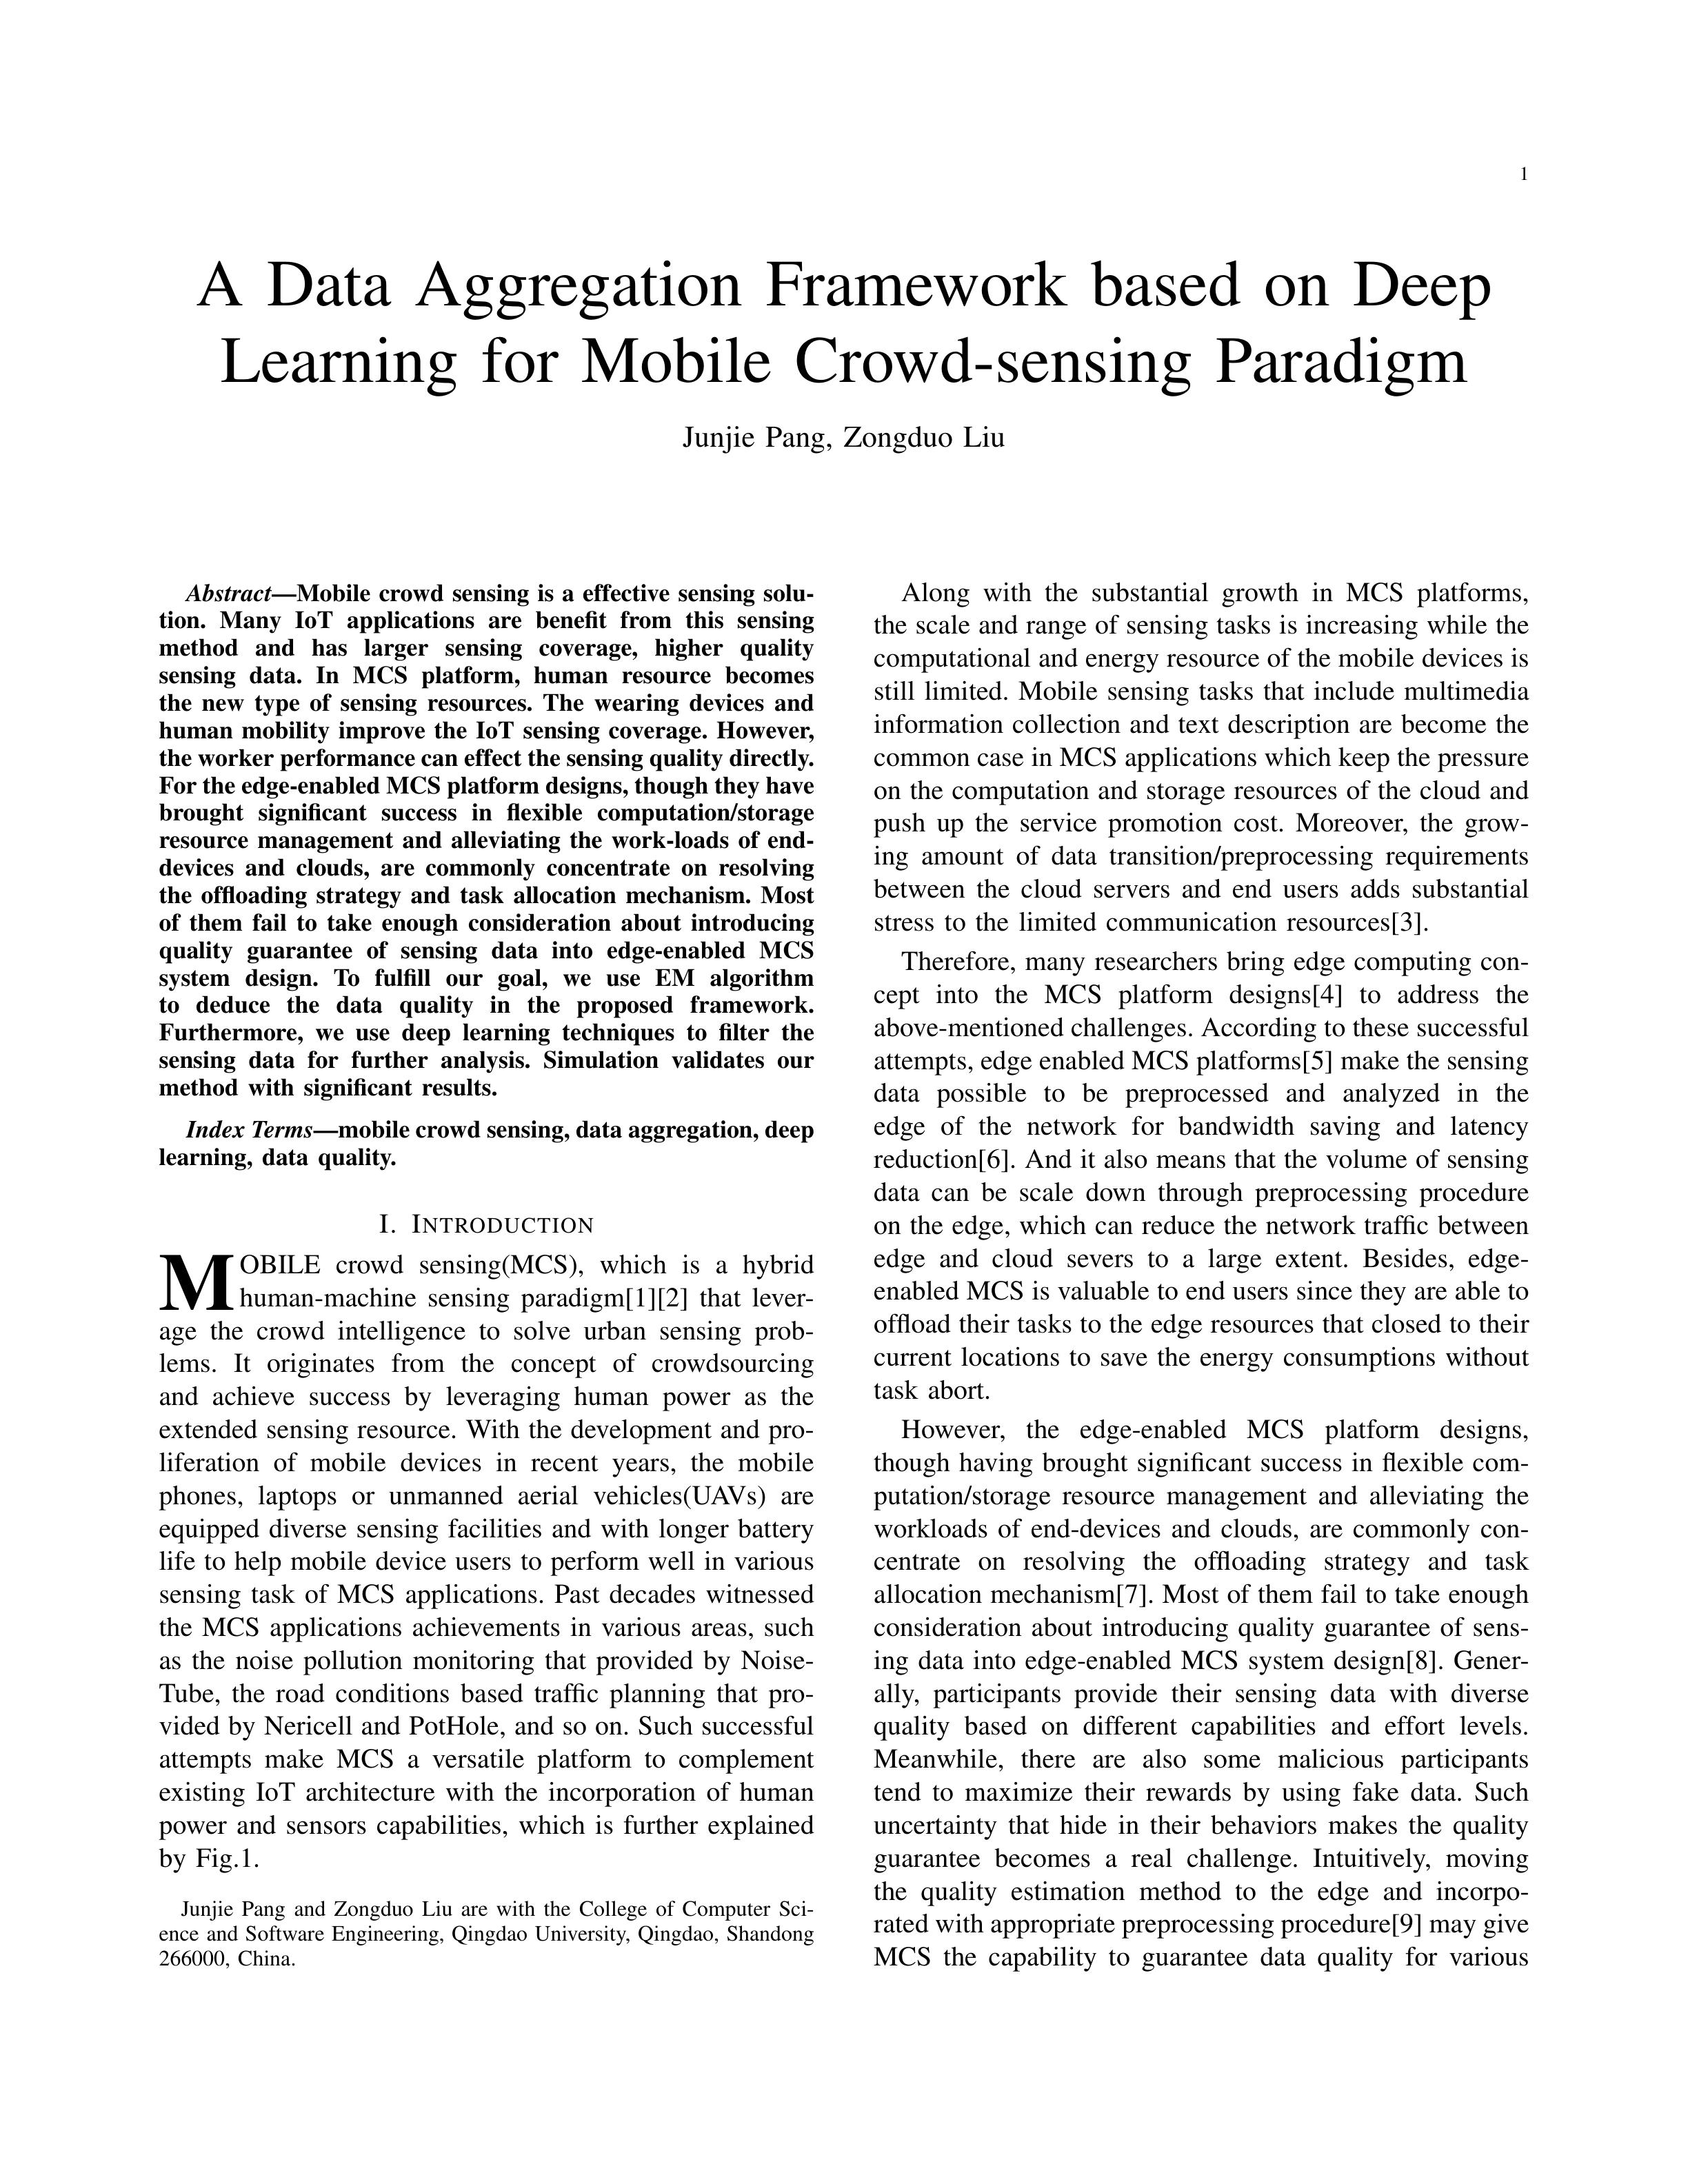 1
A Data Aggregation Framework based on Deep
Learning for Mobile Crowd-sensing Paradigm
Junjie Pang, Zongduo Liu
Abstract—Mobile crowd sensing is a effective sensing solu-
tion. Many IoT applications are benefit from this sensing
method and has larger sensing coverage, higher quality
sensing data. In MCS platform, human resource becomes
the new type of sensing resources. The wearing devices and
human mobility improve the IoT sensing coverage. However,
the worker performance can effect the sensing quality directly.
For the edge-enabled MCS platform designs, though they have
brought significant success in flexible computation/storage
resource management and alleviating the work-loads of end-
devices and clouds, are commonly concentrate on resolving
the offloading strategy and task allocation mechanism. Most
of them fail to take enough consideration about introducing
quality guarantee of sensing data into edge-enabled MCS
system design. To fulfill our goal, we use EM algorithm
to deduce the data quality in the proposed framework.
Furthermore, we use deep learning techniques to filter the
sensing data for further analysis. Simulation validates our
method with significant results.
Index Terms—mobile crowd sensing, data aggregation, deep
learning, data quality.
I. INTRODUCTION
MOBILE crowd sensing(MCS), which is a hybrid
human-machine sensing paradigm[1][2] that lever-
age the crowd intelligence to solve urban sensing prob-
lems. It originates from the concept of crowdsourcing
and achieve success by leveraging human power as the
extended sensing resource. With the development and pro-
liferation of mobile devices in recent years, the mobile
phones, laptops or unmanned aerial vehicles(UAVs) are
equipped diverse sensing facilities and with longer battery
life to help mobile device users to perform well in various
sensing task of MCS applications. Past decades witnessed
the MCS applications achievements in various areas, such
as the noise pollution monitoring that provided by Noise-
Tube, the road conditions based traffic planning that pro-
vided by Nericell and PotHole, and so on. Such successful
attempts make MCS a versatile platform to complement
existing IoT architecture with the incorporation of human
power and sensors capabilities, which is further explained
by Fig.1.
Junjie Pang and Zongduo Liu are with the College of Computer Sci-
ence and Software Engineering, Qingdao University, Qingdao, Shandong
266000, China.
Along with the substantial growth in MCS platforms,
the scale and range of sensing tasks is increasing while the
computational and energy resource of the mobile devices is
still limited. Mobile sensing tasks that include multimedia
information collection and text description are become the
common case in MCS applications which keep the pressure
on the computation and storage resources of the cloud and
push up the service promotion cost. Moreover, the grow-
ing amount of data transition/preprocessing requirements
between the cloud servers and end users adds substantial
stress to the limited communication resources[3].
Therefore, many researchers bring edge computing con-
cept into the MCS platform designs[4] to address the
above-mentioned challenges. According to these successful
attempts, edge enabled MCS platforms[5] make the sensing
data possible to be preprocessed and analyzed in the
edge of the network for bandwidth saving and latency
reduction[6]. And it also means that the volume of sensing
data can be scale down through preprocessing procedure
on the edge, which can reduce the network traffic between
edge and cloud severs to a large extent. Besides, edge-
enabled MCS is valuable to end users since they are able to
offload their tasks to the edge resources that closed to their
current locations to save the energy consumptions without
task abort.
However, the edge-enabled MCS platform designs,
though having brought significant success in flexible com-
putation/storage resource management and alleviating the
workloads of end-devices and clouds, are commonly con-
centrate on resolving the offloading strategy and task
allocation mechanism[7]. Most of them fail to take enough
consideration about introducing quality guarantee of sens-
ing data into edge-enabled MCS system design[8]. Gener-
ally, participants provide their sensing data with diverse
quality based on different capabilities and effort levels.
Meanwhile, there are also some malicious participants
tend to maximize their rewards by using fake data. Such
uncertainty that hide in their behaviors makes the quality
guarantee becomes a real challenge. Intuitively, moving
the quality estimation method to the edge and incorpo-
rated with appropriate preprocessing procedure[9] may give
MCS the capability to guarantee data quality for various